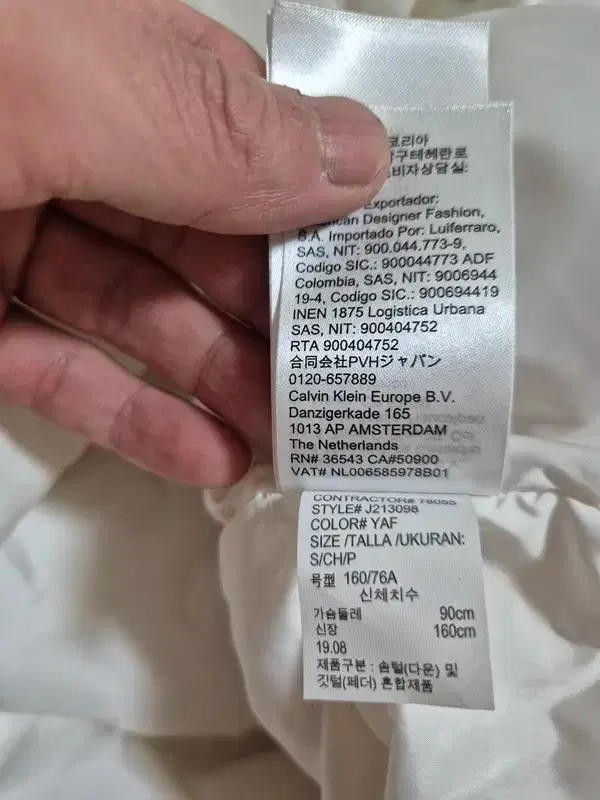 코리아
구테헤란로
비자상담실:
Exportador:
can Designer Fashion,
S.A. Importado Por: Luiferraro,
SAS, NIT: 900.044.773-9,
Codigo SIC.: 900044773 ADF
Colombia, SAS, NIT: 9006944
19-4, Codigo SIC.: 900694419
INEN 1875 Logistica Urbana
SAS, NIT: 900404752
RTA 900404752
合同会社PVHジャパン
0120-657889
Calvin Klein Europe B.V.
Danzigerkade 165
1013 AP AMSTERDAM
The Netherlands
RN# 36543 CA#50900
VAT# NL006585978B01
CONTRACTOR# 78055
STYLE# J213098
COLOR# YAF
SIZE /TALLA /UKURAN:
S/CH/P
号型 160/76A
신체치수
가슴둘레 90cm
신장 160cm
19.08
제품구분 : 솜털(다운) 및
깃털(페더) 혼합제품